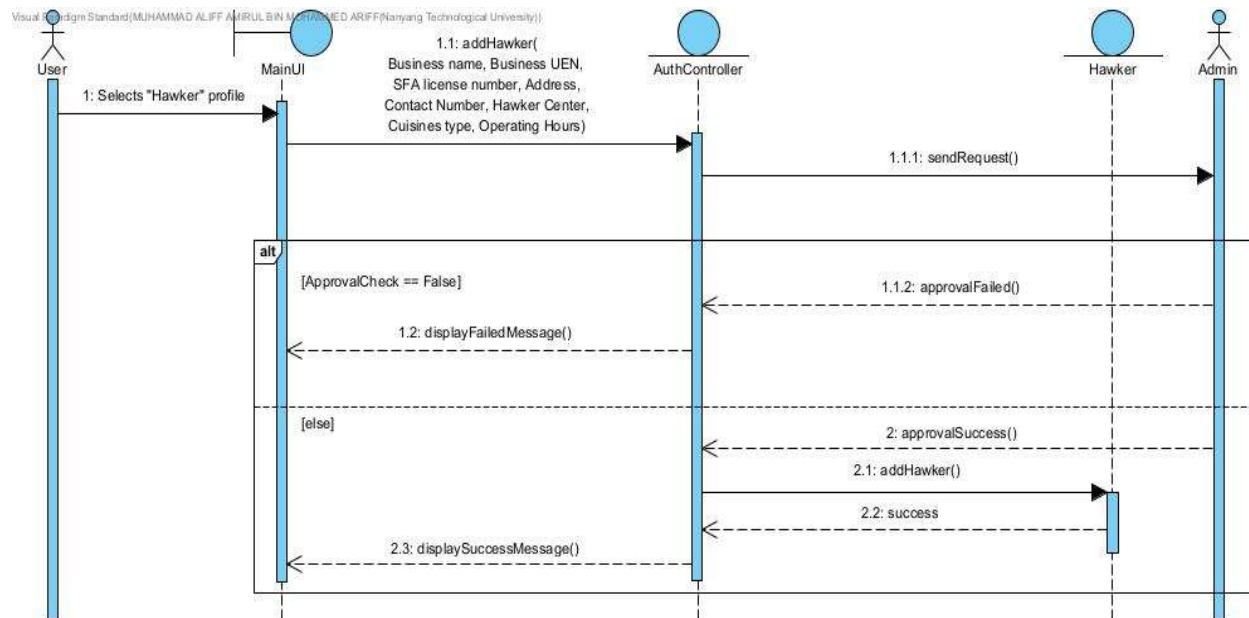 Visual Paradigm Standard(MUHAMMAD ALIFF AMIRUL BIN MUHAMMED ARIFF(Nanyang Technological University))
User
MainUI
AuthController
Hawker
Admin
1: Selects "Hawker" profile
1.1: addHawker(
Business name, Business UEN,
SFA license number, Address,
Contact Number, Hawker Center,
Cuisines type, Operating Hours)
1.1.1: sendRequest()
alt
[ApprovalCheck == False]
1.1.2: approvalFailed()
1.2: displayFailedMessage()
[else]
2: approvalSuccess()
2.1: addHawker()
2.2: success
2.3: displaySuccessMessage()